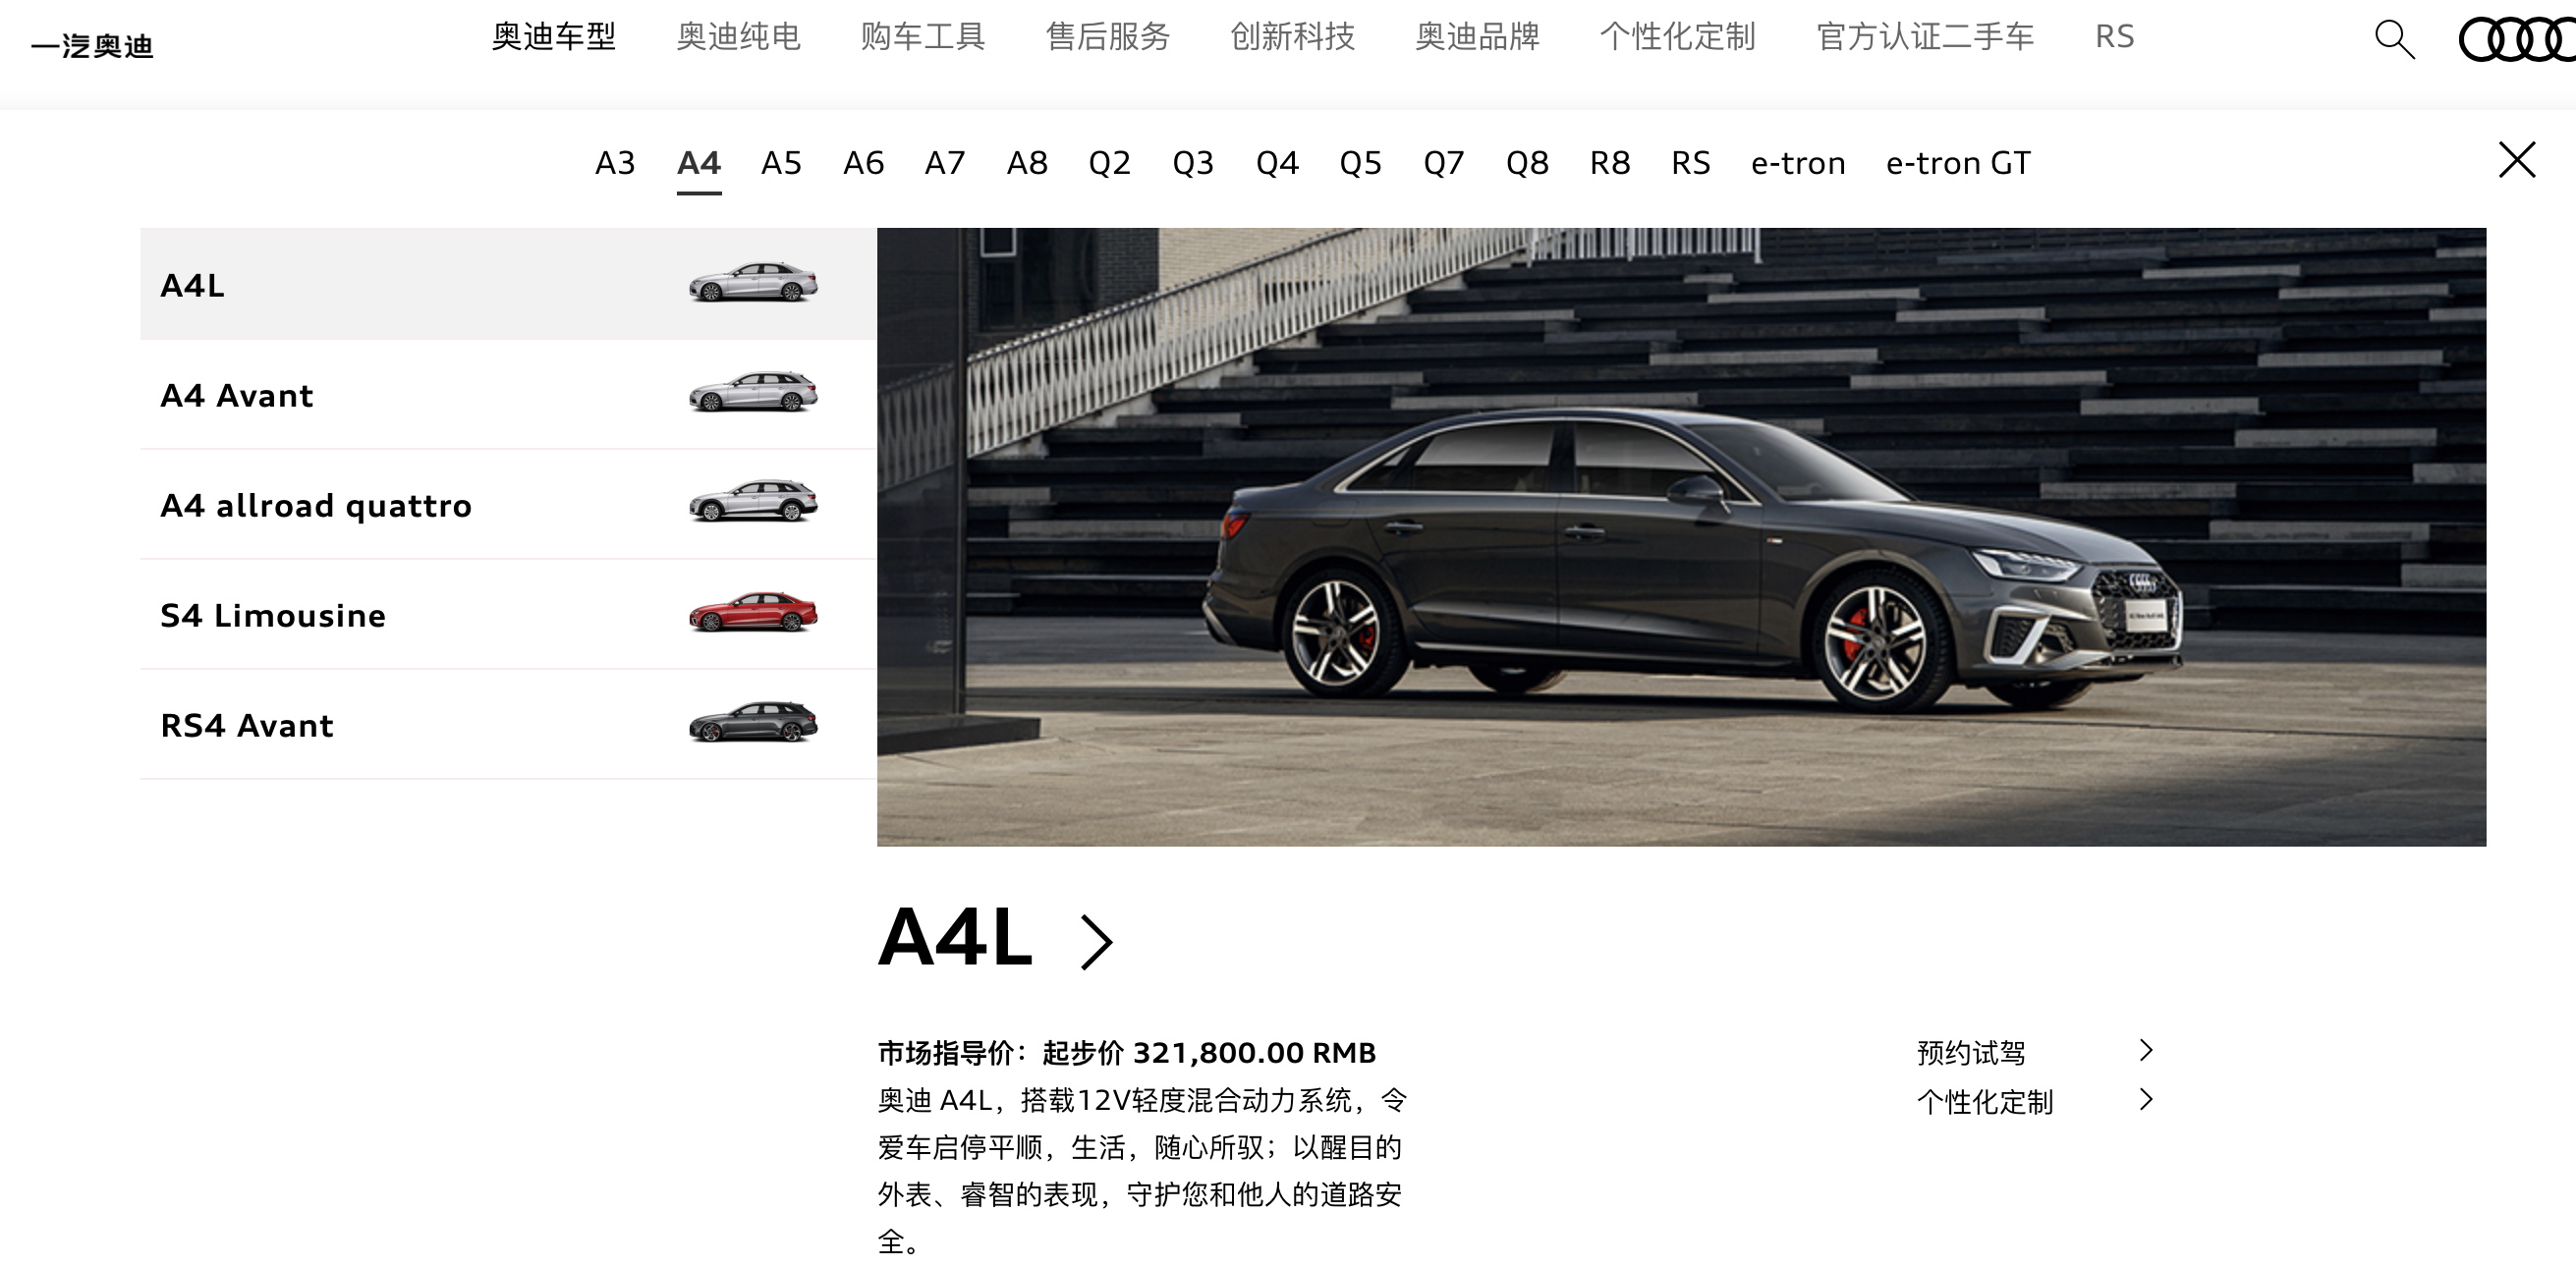 一汽奥迪
奥迪车型 奥迪纯电 购车工具 售后服务 创新科技 奥迪品牌 个性化定制 官方认证二手车 RS
A3 A4 A5 A6 A7 A8 Q2 Q3 Q4 Q5 Q7 Q8 R8 RS e-tron e-tron GT
A4L
A4 Avant
A4 allroad quattro
S4 Limousine
RS4 Avant
A4L
市场指导价：起步价 321,800.00 RMB
奥迪 A4L，搭载12V轻度混合动力系统，令
爱车启停平顺，生活，随心所驭；以醒目的
外表、睿智的表现，守护您和他人的道路安
全。
预约试驾
个性化定制